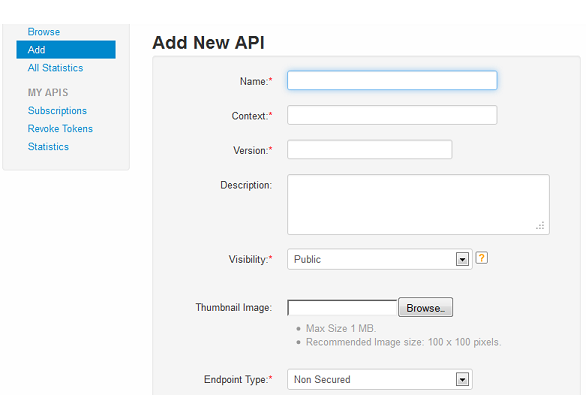 Browse
Add
All Statistics
MY APIS
Subscriptions
Revoke Tokens
Statistics
Add New API
Name:*
Context:*
Version:*
Description:
Visibility:* Public ?
Thumbnail Image: Browse..
Max Size 1 MB.
Recommended Image size: 100 x 100 pixels.
Endpoint Type:* Non Secured